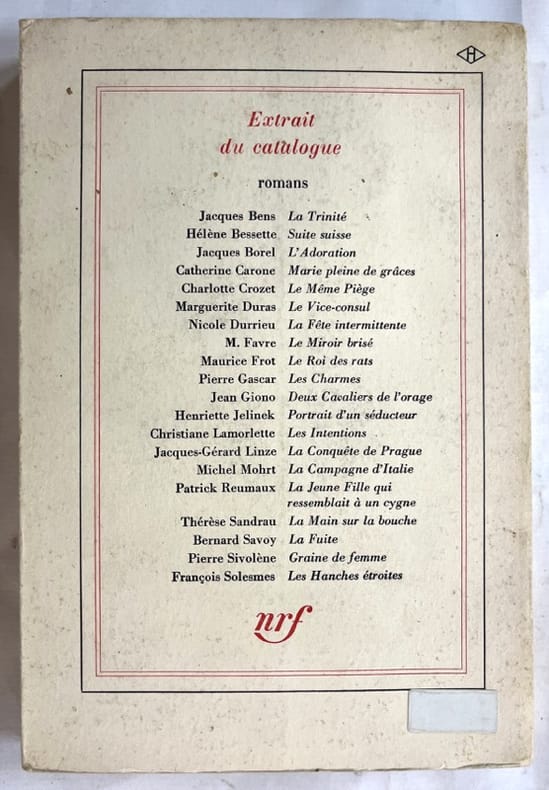 H
Extrait
du catalogue
romans
Jacques Bens La Trinité
Hélène Bessette Suite suisse
Jacques Borel L'Adoration
Catherine Carone Marie pleine de grâces
Charlotte Crozet Le Même Piège
Marguerite Duras Le Vice-consul
Nicole Durrieu La Fête intermittente
M. Favre Le Miroir brisé
Maurice Frot Le Roi des rats
Pierre Gascar Les Charmes
Jean Giono Deux Cavaliers de l'orage
Henriette Jelinek Portrait d'un séducteur
Christiane Lamorlette Les Intentions
Jacques-Gérard Linze La Conquête de Prague
Michel Mohrt La Campagne d'Italie
Patrick Reumaux La Jeune Fille qui
ressemblait à un cygne
Thérèse Sandrau La Main sur la bouche
Bernard Savoy La Fuite
Pierre Sivolène Graine de femme
François Solesmes Les Hanches étroites
nrf